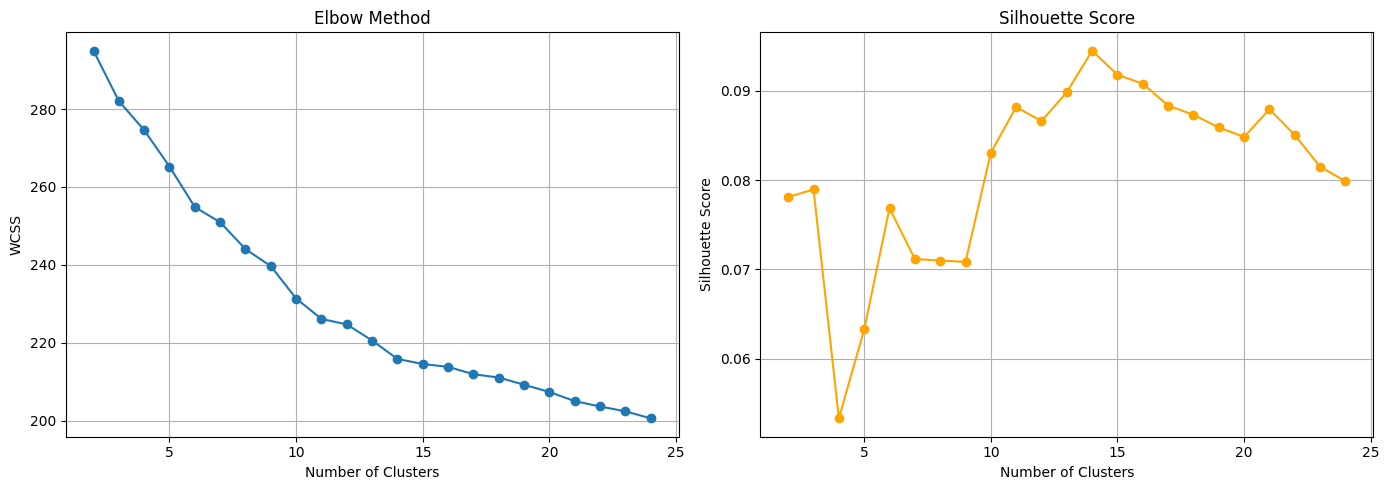 Elbow Method
WCSS
280
260
240
220
200
5 10 15 20 25
Number of Clusters
Silhouette Score
Silhouette Score
0.09
0.08
0.07
0.06
5 10 15 20 25
Number of Clusters